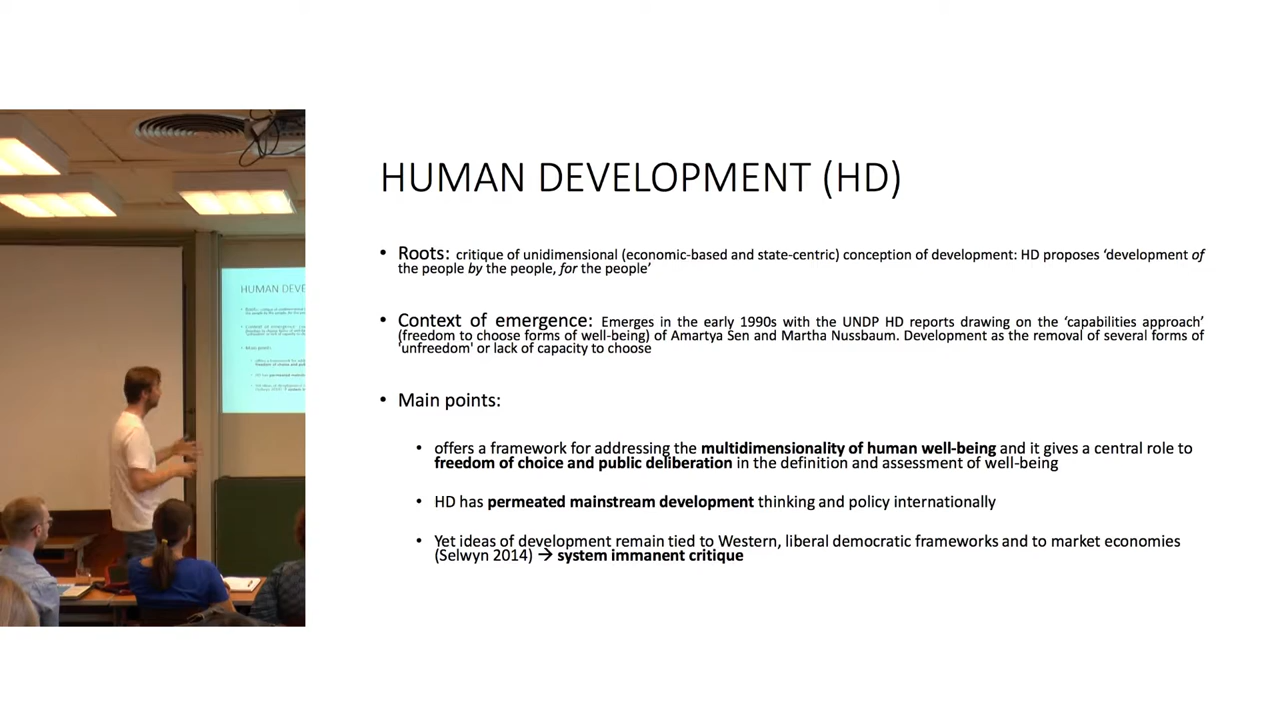 HUMAN DEVELOPMENT (HD)
• Roots: critique of unidimensional (economic-based and state-centric) conception of development: HD proposes ‘development of
the people by the people, for the people’
• Context of emergence: Emerges in the early 1990s with the UNDP HD reports drawing on the ‘capabilities approach’
(freedom to choose forms of well-being) of Amartya Sen and Martha Nussbaum. Development as the removal of several forms of
'unfreedom' or lack of capacity to choose
• Main points:
• offers a framework for addressing the multidimensionality of human well-being and it gives a central role to
freedom of choice and public deliberation in the definition and assessment of well-being
• HD has permeated mainstream development thinking and policy internationally
• Yet ideas of development remain tied to Western, liberal democratic frameworks and to market economies
(Selwyn 2014) → system immanent critique
HUMAN DEVE